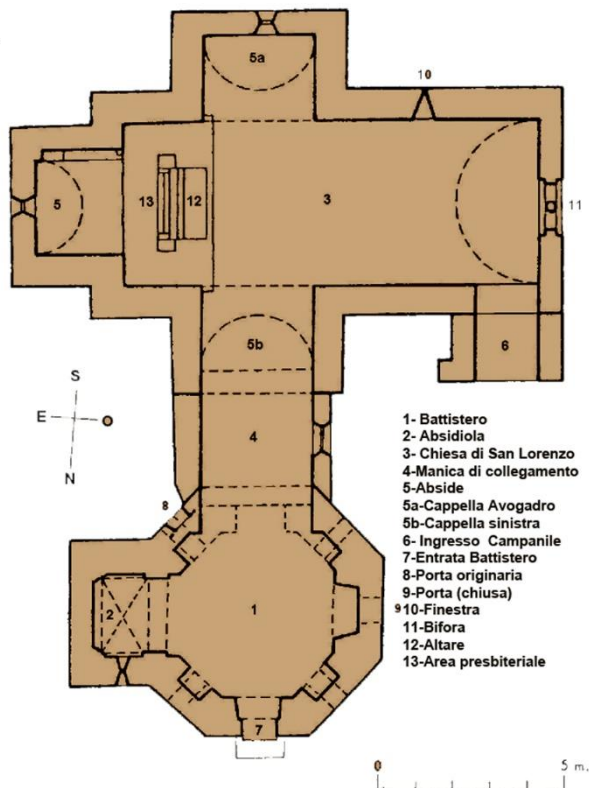 5a
10
5
13
12
3
11
5b
6
S
E
N
4
8
2
1
9
7
1- Battistero
2- Absidiola
3- Chiesa di San Lorenzo
4-Manica di collegamento
5-Abside
5a-Cappella Avogadro
5b-Cappella sinistra
6- Ingresso Campanile
7-Entrata Battistero
8-Porta originaria
9-Porta (chiusa)
10-Finestra
11-Bifora
12-Altare
13-Area presbiteriale
0 5 m.